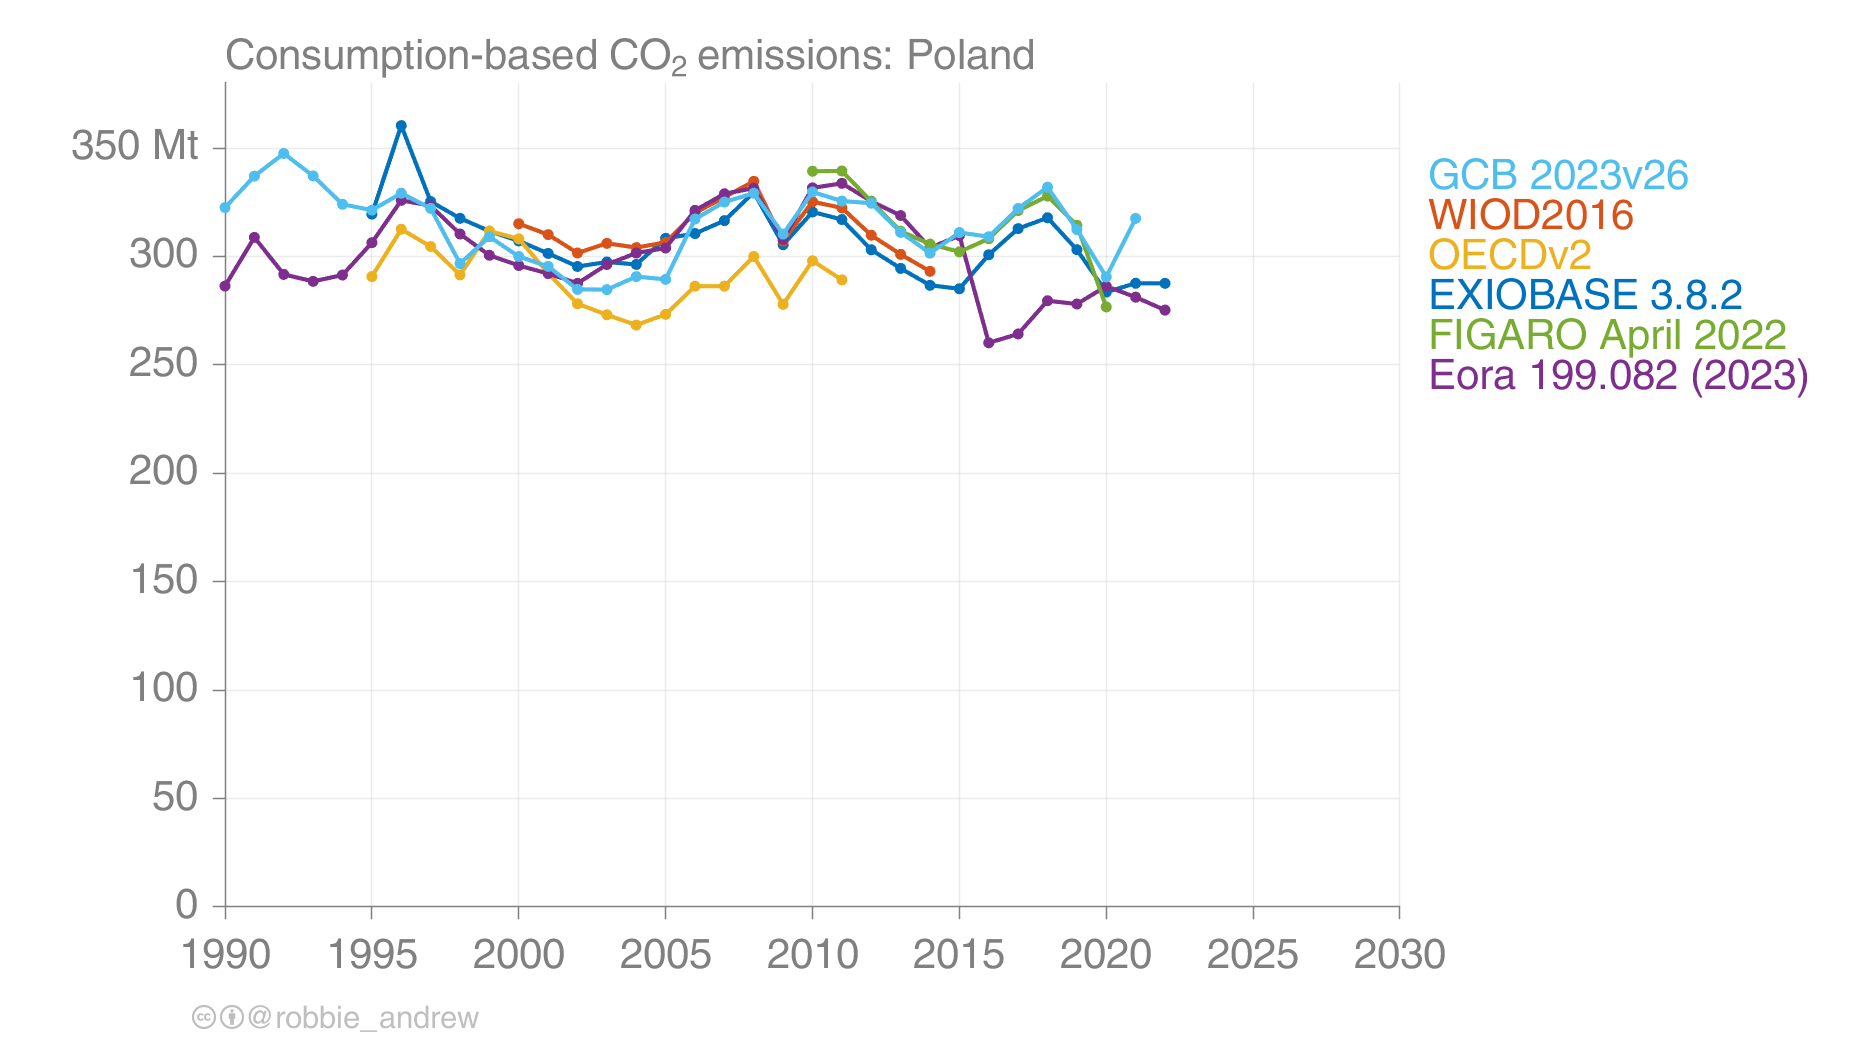 Consumption-based CO₂ emissions: Poland
350 Mt
300
250
200
150
100
50
0
1990 1995 2000 2005 2010 2015 2020 2025 2030
GCB 2023v26
WIOD2016
OECDv2
EXIOBASE 3.8.2
FIGARO April 2022
Eora 199.082 (2023)
@robbie_andrew